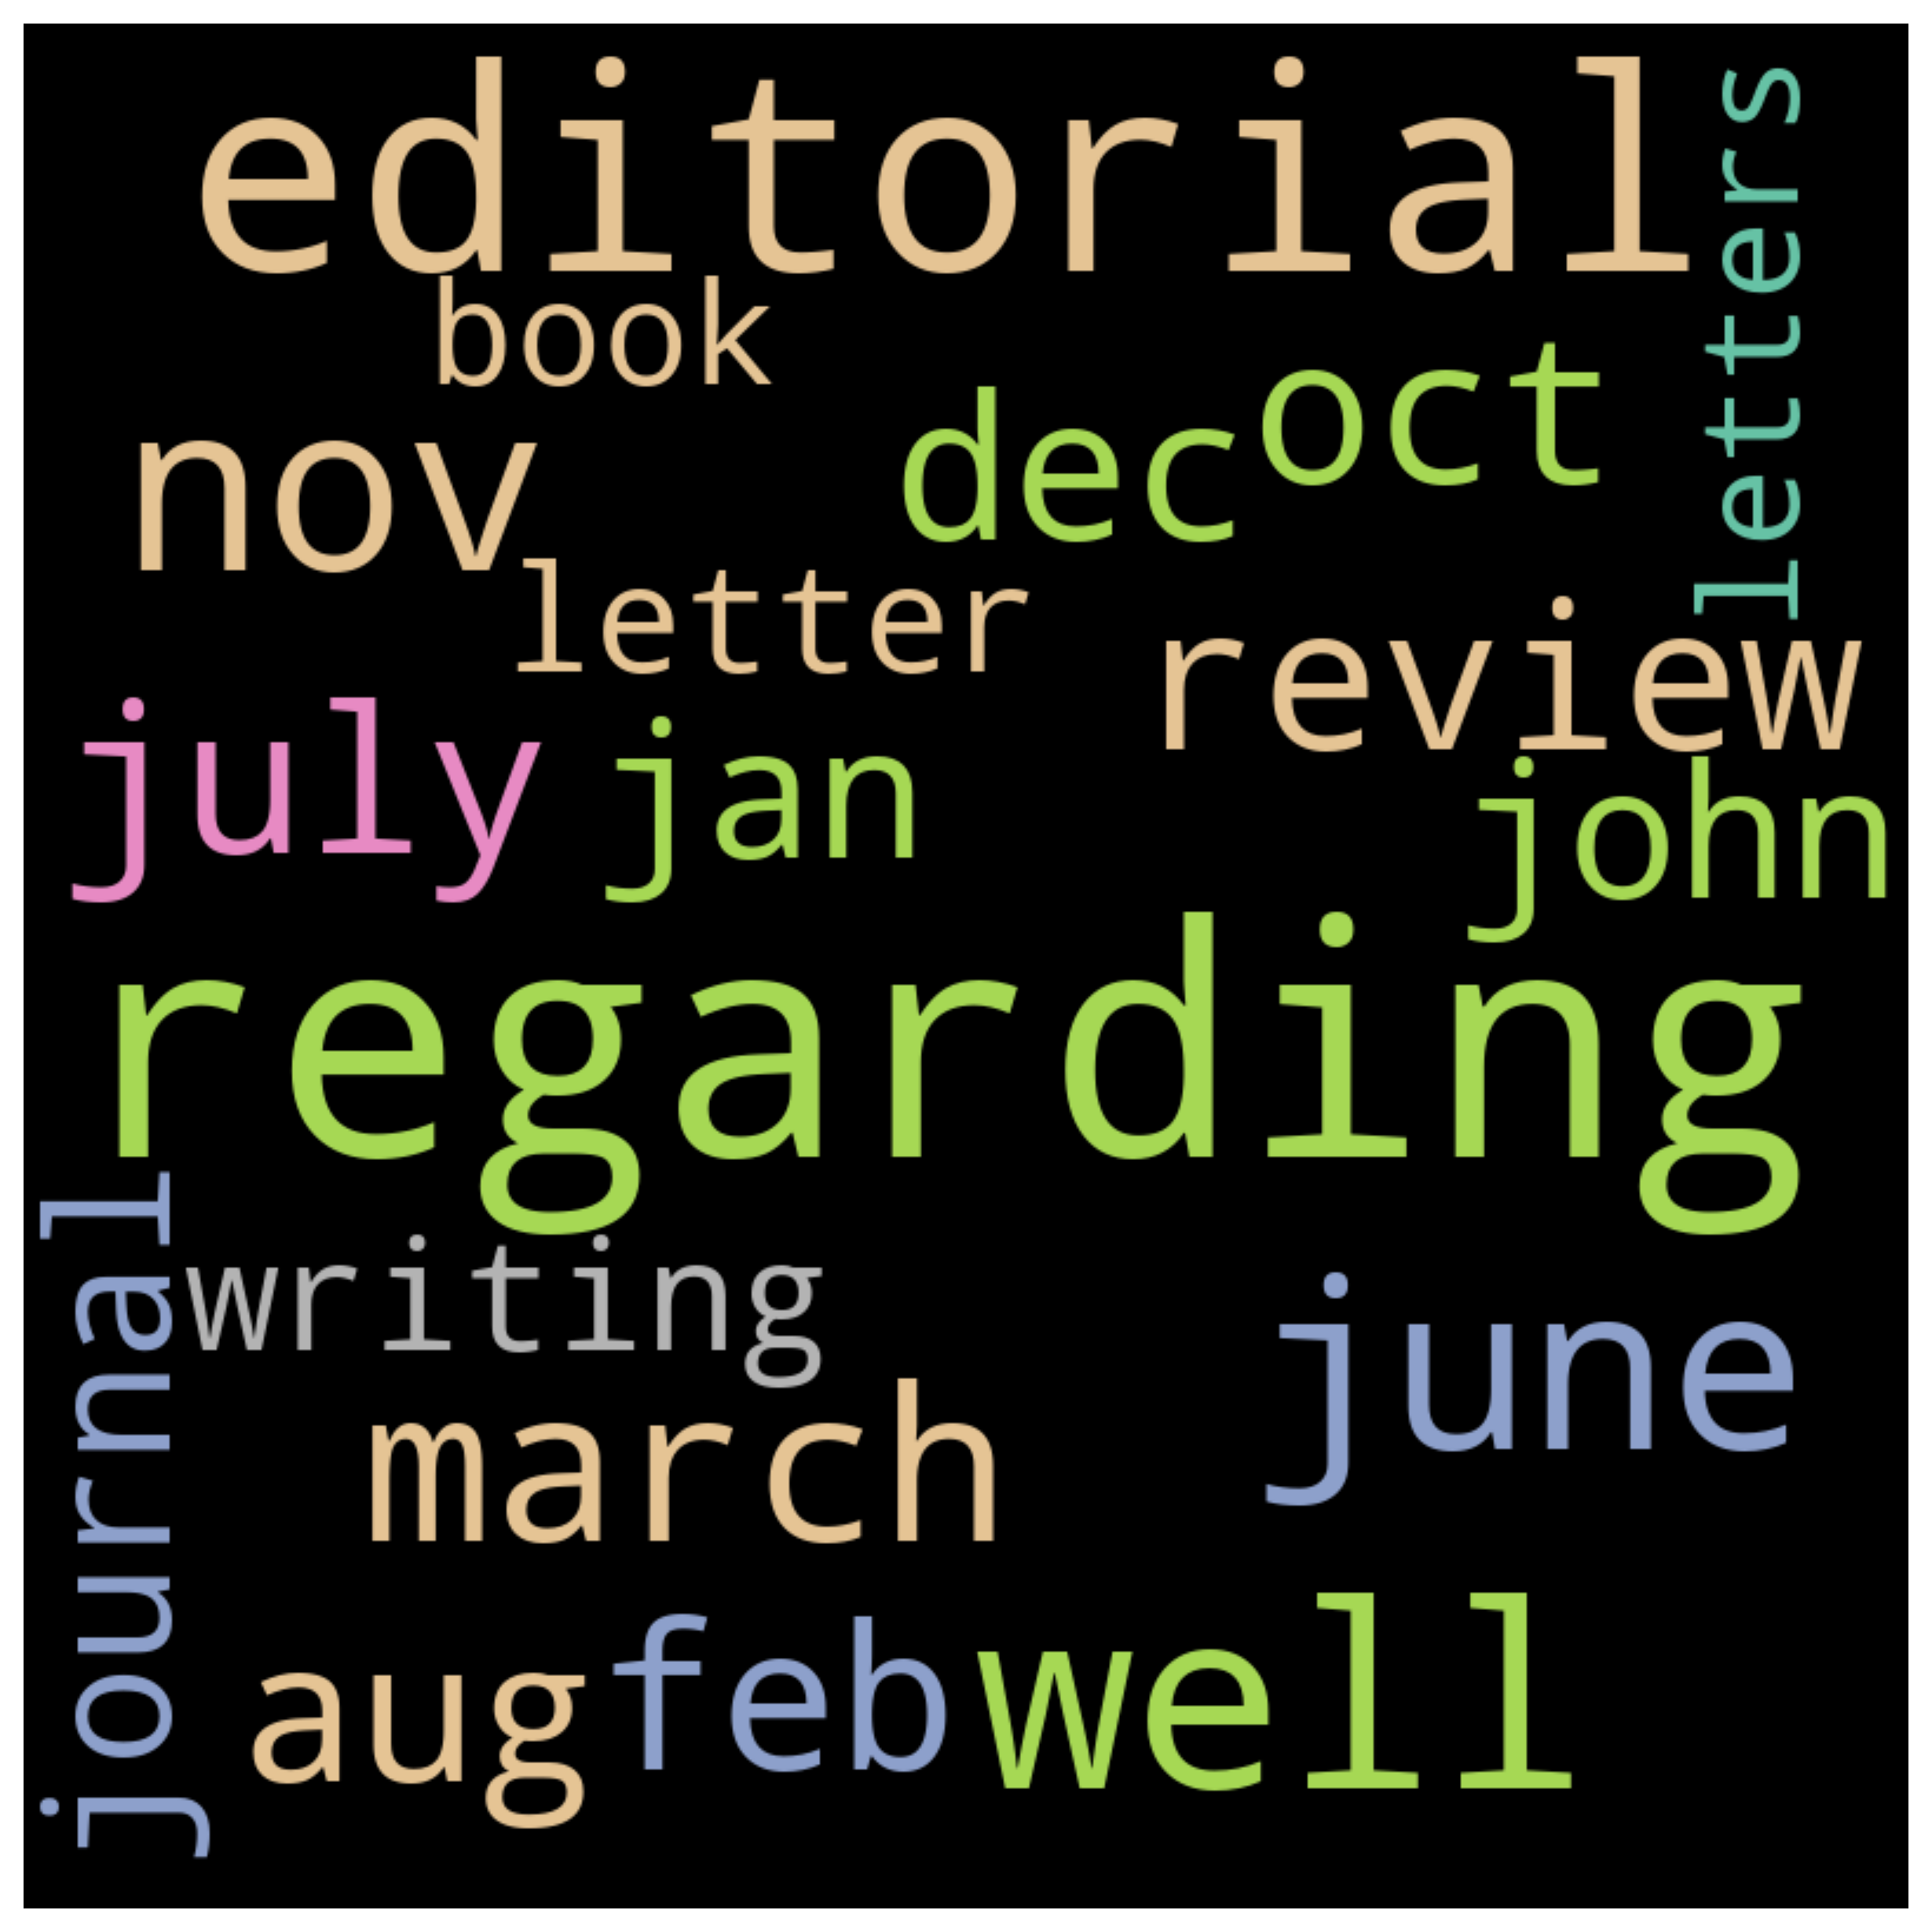 editorial
letters
book
oct
dec
nov
letter
review
july
jan
john
regarding
journal
writing
june
march
aug
feb
well